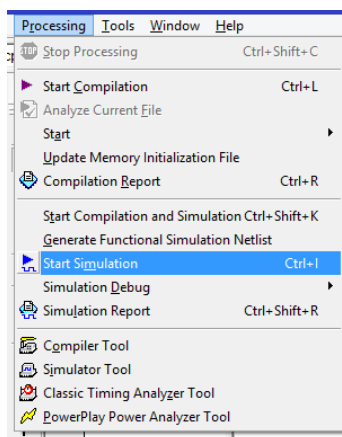 Processing Tools Window Help
STOP Stop Processing Ctrl+Shift+C
Start Compilation Ctrl+L
Analyze Current File
Start
Update Memory Initialization File
Compilation Report Ctrl+R
Start Compilation and Simulation Ctrl+Shift+K
Generate Functional Simulation Netlist
Start Simulation Ctrl+I
Simulation Debug
Simulation Report Ctrl+Shift+R
Compiler Tool
Simulator Tool
Classic Timing Analyzer Tool
PowerPlay Power Analyzer Tool